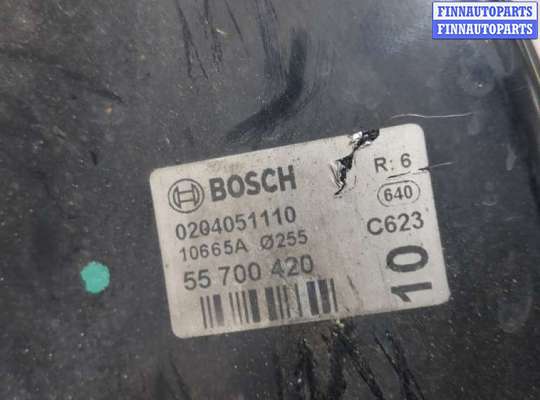 FINNAUTOPARTS
FINNAUTOPARTS
BOSCH
R: 6
0204051110
640
10665A Ø255
C623
55 700 420
10